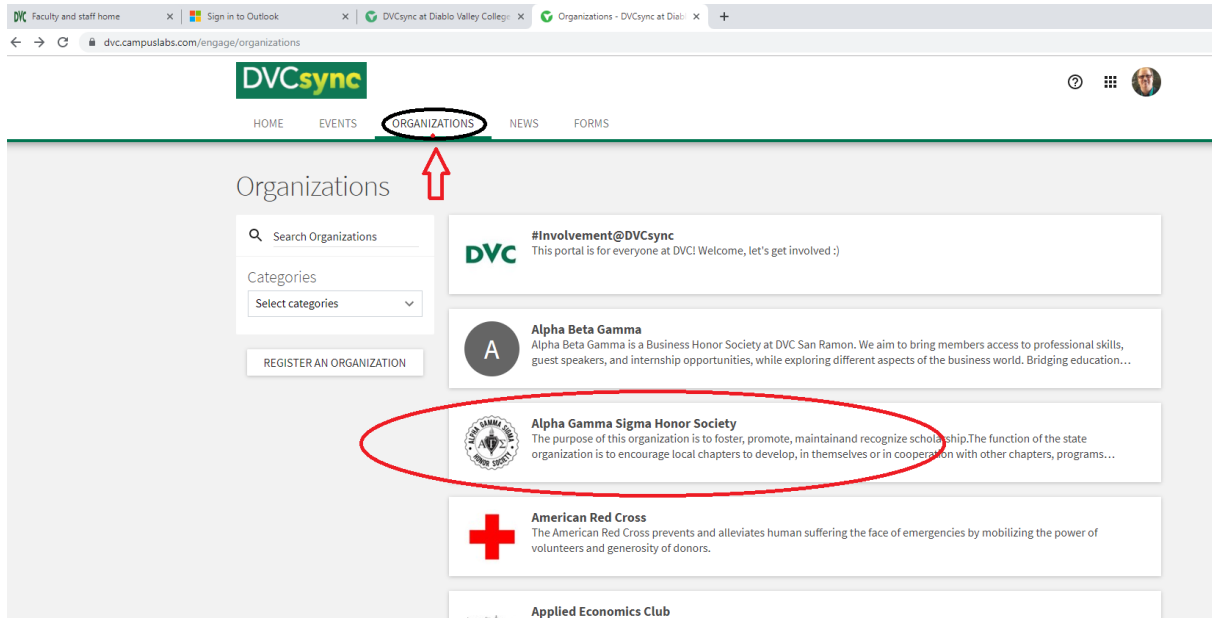 DVC Faculty and staff home
Sign in to Outlook
DVCsync at Diablo Valley College
Organizations - DVCsync at Diabl
dvc.campuslabs.com/engage/organizations
DVCsync
HOME EVENTS ORGANIZATIONS NEWS FORMS
Organizations
Search Organizations
Categories
Select categories
REGISTER AN ORGANIZATION
DVC
#Involvement@DVCsync
This portal is for everyone at DVC! Welcome, let's get involved :)
A
Alpha Beta Gamma
Alpha Beta Gamma is a Business Honor Society at DVC San Ramon. We aim to bring members access to professional skills,
guest speakers, and internship opportunities, while exploring different aspects of the business world. Bridging education…
ALPHA GAMMA SIGMA
ΑΓΣ
HONOR SOCIETY
Alpha Gamma Sigma Honor Society
The purpose of this organization is to foster, promote, maintainand recognize scholarship.The function of the state
organization is to encourage local chapters to develop, in themselves or in cooperation with other chapters, programs…
American Red Cross
The American Red Cross prevents and alleviates human suffering the face of emergencies by mobilizing the power of
volunteers and generosity of donors.
Applied Economics Club